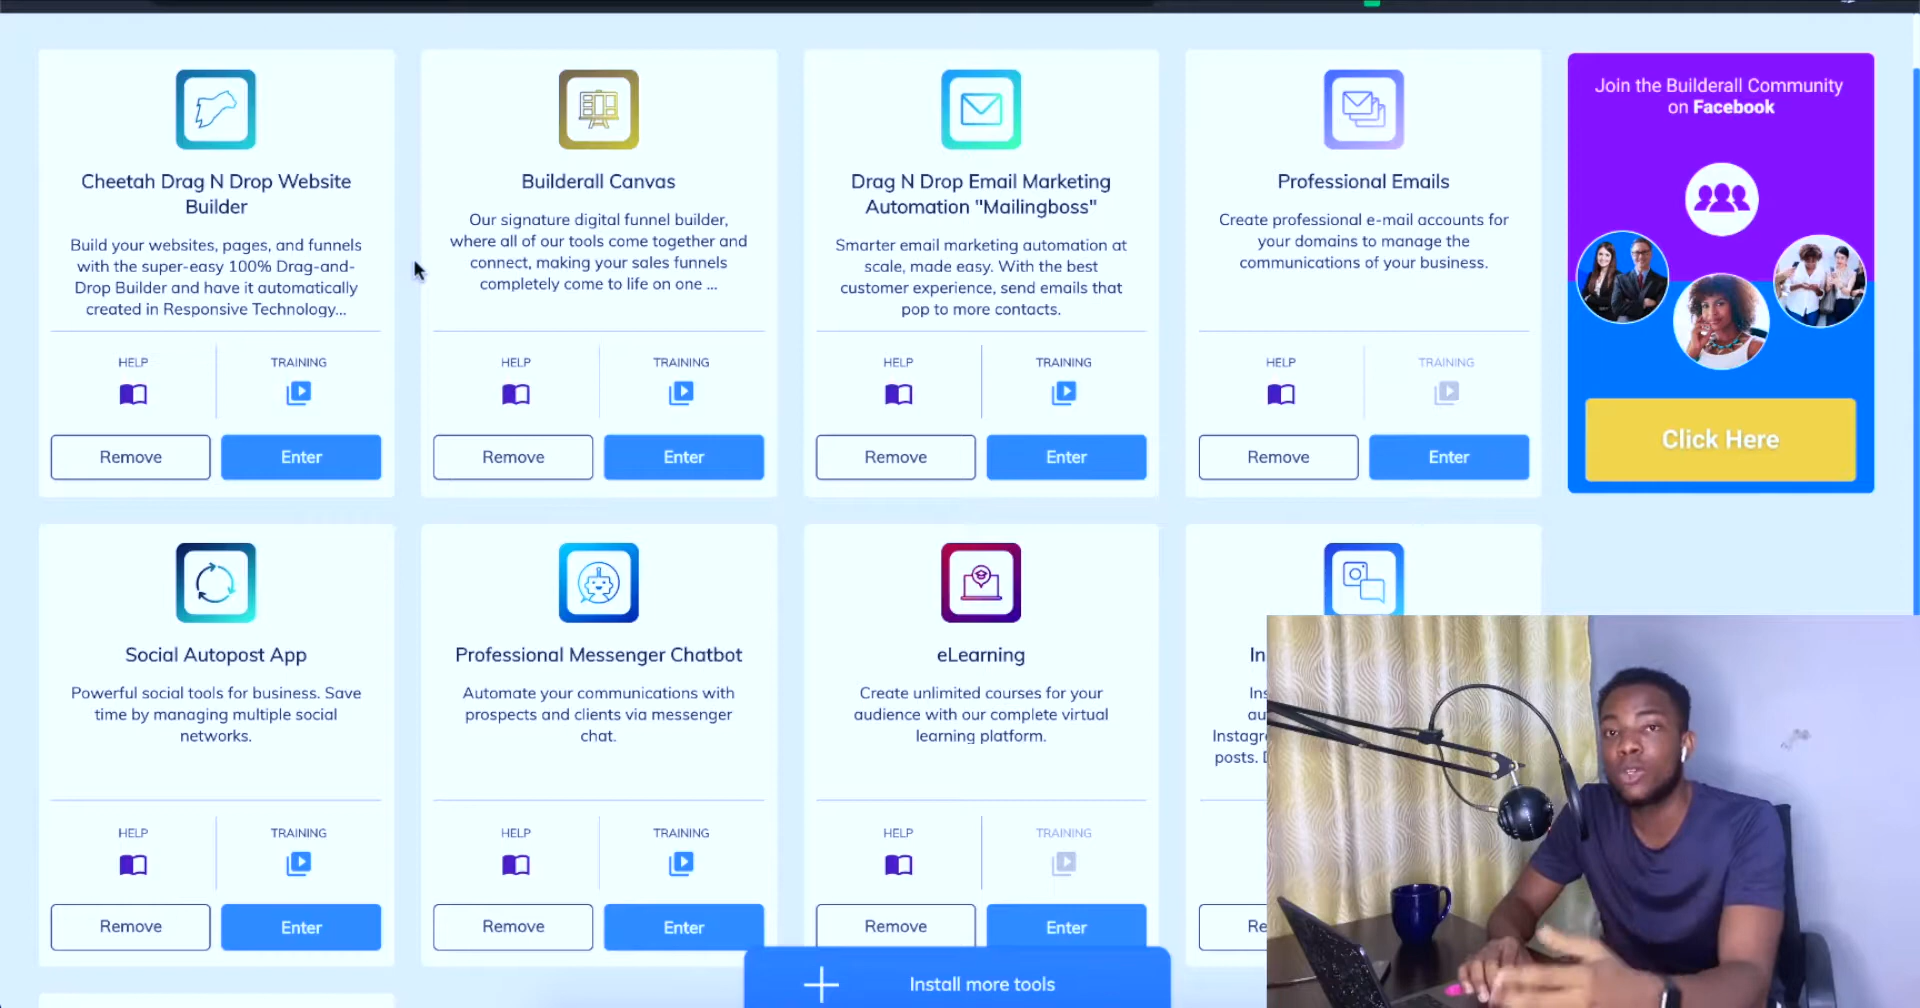 Cheetah Drag N Drop Website
Builder
Build your websites, pages, and funnels
with the super-easy 100% Drag-and-
Drop Builder and have it automatically
created in Responsive Technology...
HELP
TRAINING
Remove
Enter
Builderall Canvas
Our signature digital funnel builder,
where all of our tools come together and
connect, making your sales funnels
completely come to life on one ...
HELP
TRAINING
Remove
Enter
Drag N Drop Email Marketing
Automation "Mailingboss"
Smarter email marketing automation at
scale, made easy. With the best
customer experience, send emails that
pop to more contacts.
HELP
TRAINING
Remove
Enter
Professional Emails
Create professional e-mail accounts for
your domains to manage the
communications of your business.
HELP
TRAINING
Remove
Enter
Join the Builderall Community
on Facebook
Click Here
Social Autopost App
Powerful social tools for business. Save
time by managing multiple social
networks.
HELP
TRAINING
Remove
Enter
Professional Messenger Chatbot
Automate your communications with
prospects and clients via messenger
chat.
HELP
TRAINING
Remove
Enter
eLearning
Create unlimited courses for your
audience with our complete virtual
learning platform.
HELP
TRAINING
Remove
Enter
posts.
Install more tools